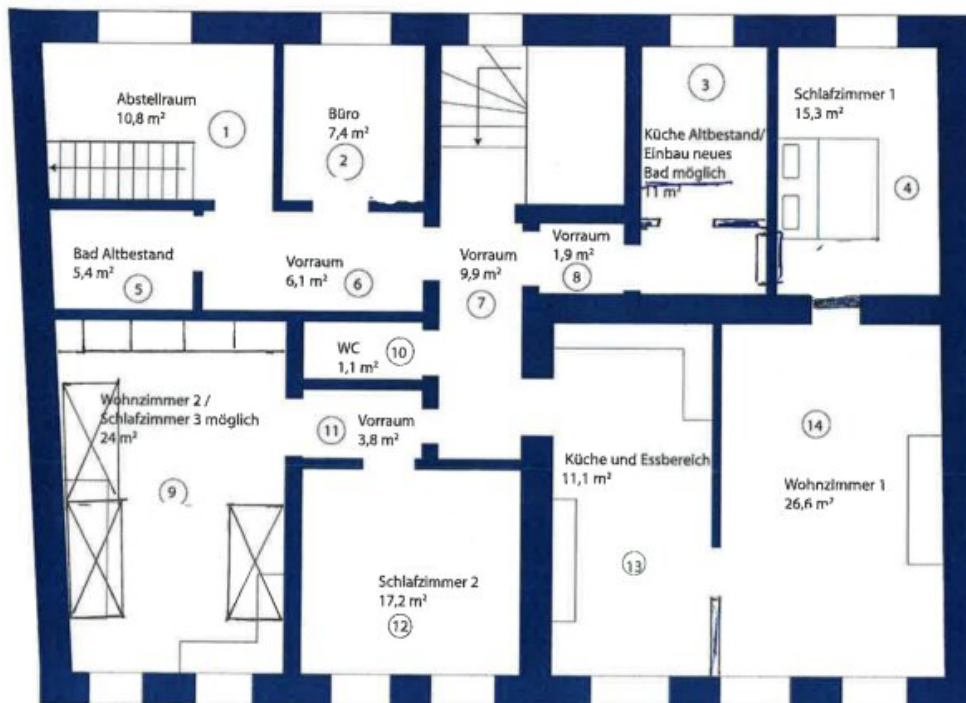 Abstellraum
10,8 m²
1
Büro
7,4 m²
2
3
Küche Altbestand/
Einbau neues
Bad möglich
11 m²
Schlafzimmer 1
15,3 m²
4
Bad Altbestand
5,4 m²
5
Vorraum
6,1 m²
6
Vorraum
9,9 m²
7
Vorraum
1,9 m²
8
WC
1,1 m²
10
Wohnzimmer 2 /
Schlafzimmer 3 möglich
24 m²
9
11
Vorraum
3,8 m²
Küche und Essbereich
11,1 m²
13
14
Wohnzimmer 1
26,6 m²
Schlafzimmer 2
17,2 m²
12